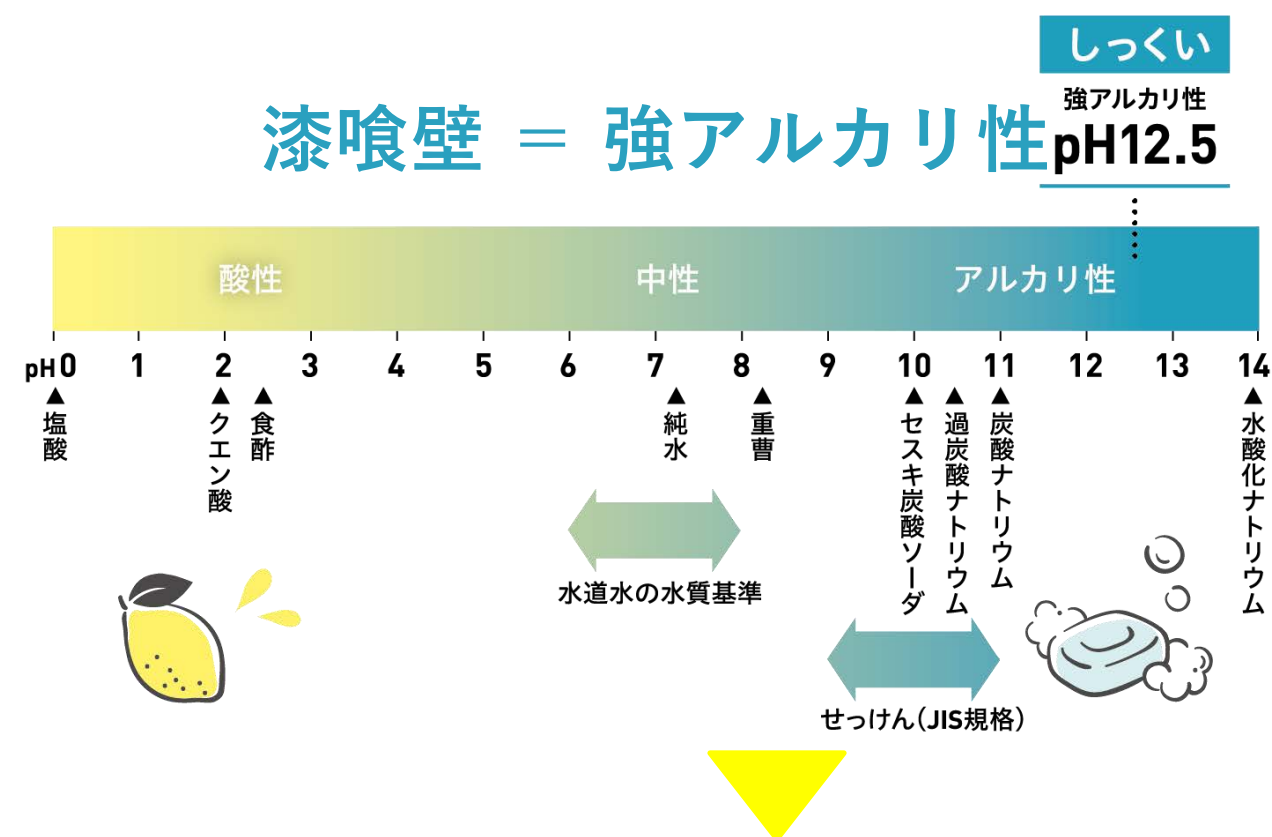 しっくい
強アルカリ性
pH12.5
漆喰壁 = 強アルカリ性
酸性 中性 アルカリ性
pH0 1 2 3 4 5 6 7 8 9 10 11 12 13 14
塩酸
クエン酸
食酢
純水
重曹
セスキ炭酸ソーダ
過炭酸ナトリウム
炭酸ナトリウム
水酸化ナトリウム
水道水の水質基準
せっけん(JIS規格)